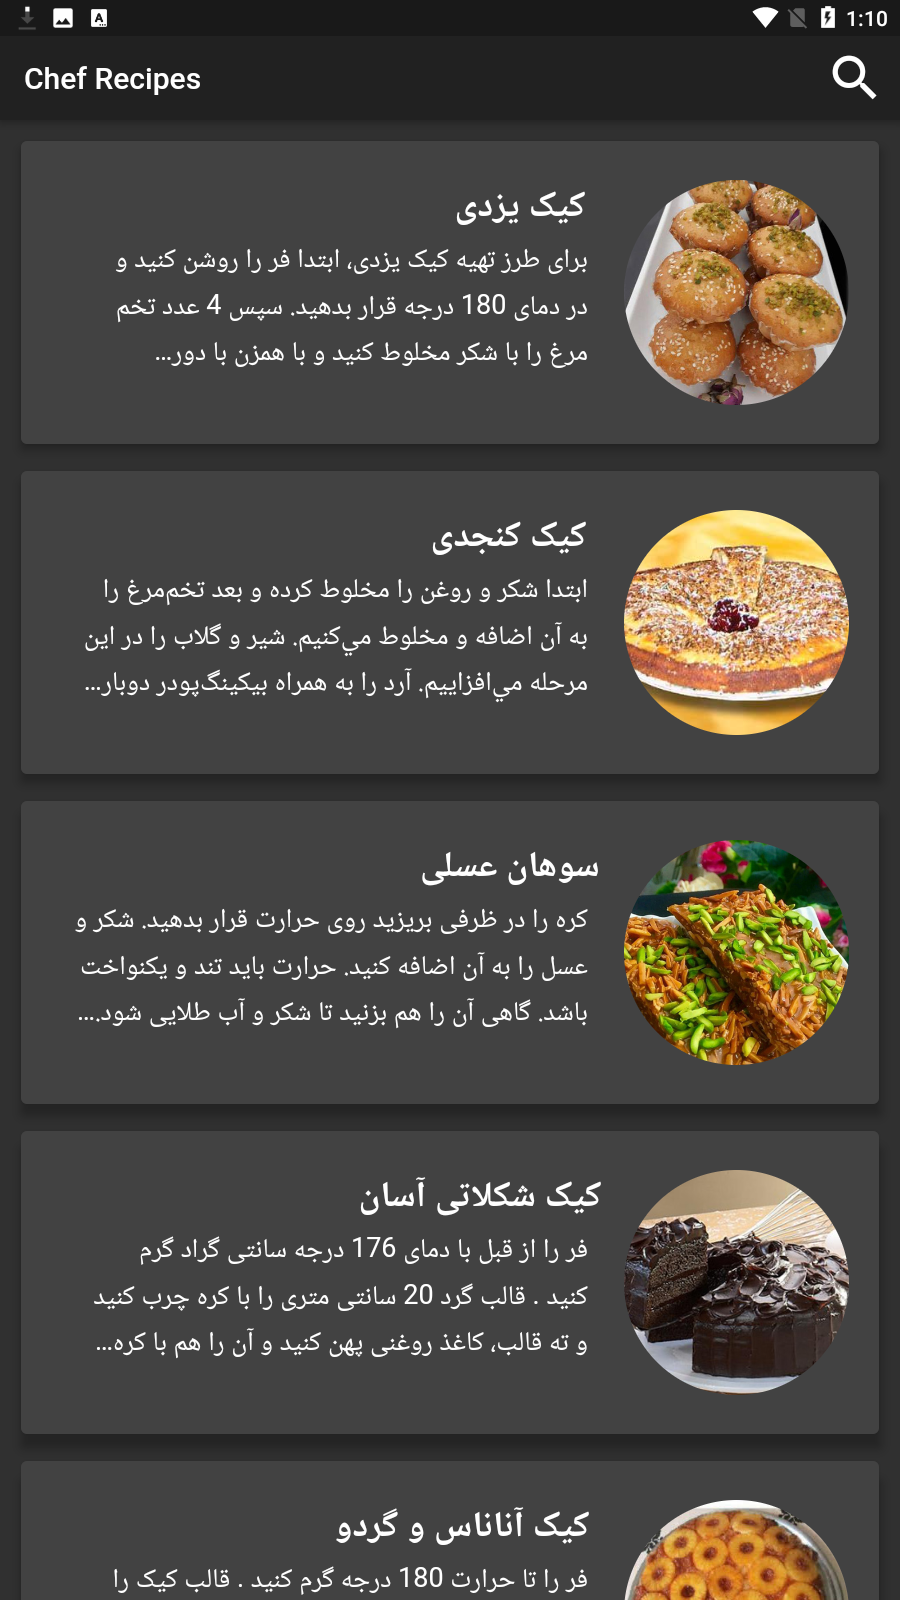 1:10
Chef Recipes
کیک یزدی
برای طرز تهیه کیک یزدی، ابتدا فر را روشن کنید و
در دمای 180 درجه قرار بدهید. سپس 4 عدد تخم
مرغ را با شکر مخلوط کنید و با همزن با دور...
کیک کنجدی
ابتدا شکر و روغن را مخلوط کرده و بعد تخم‌مرغ را
به آن اضافه و مخلوط مي‌کنیم. شیر و گلاب را در این
مرحله مي‌افزاییم. آرد را به همراه بیکینگ‌پودر دوبار...
سوهان عسلی
کره را در ظرفی بریزید روی حرارت قرار بدهید. شکر و
عسل را به آن اضافه کنید. حرارت باید تند و یکنواخت
باشد. گاهی آن را هم بزنید تا شکر و آب طلایی شود....
کیک شکلاتی آسان
فر را از قبل با دمای 176 درجه سانتی گراد گرم
کنید . قالب گرد 20 سانتی متری را با کره چرب کنید
و ته قالب، کاغذ روغنی پهن کنید و آن را هم با کره...
کیک آناناس و گردو
فر را تا حرارت 180 درجه گرم کنید . قالب کیک را